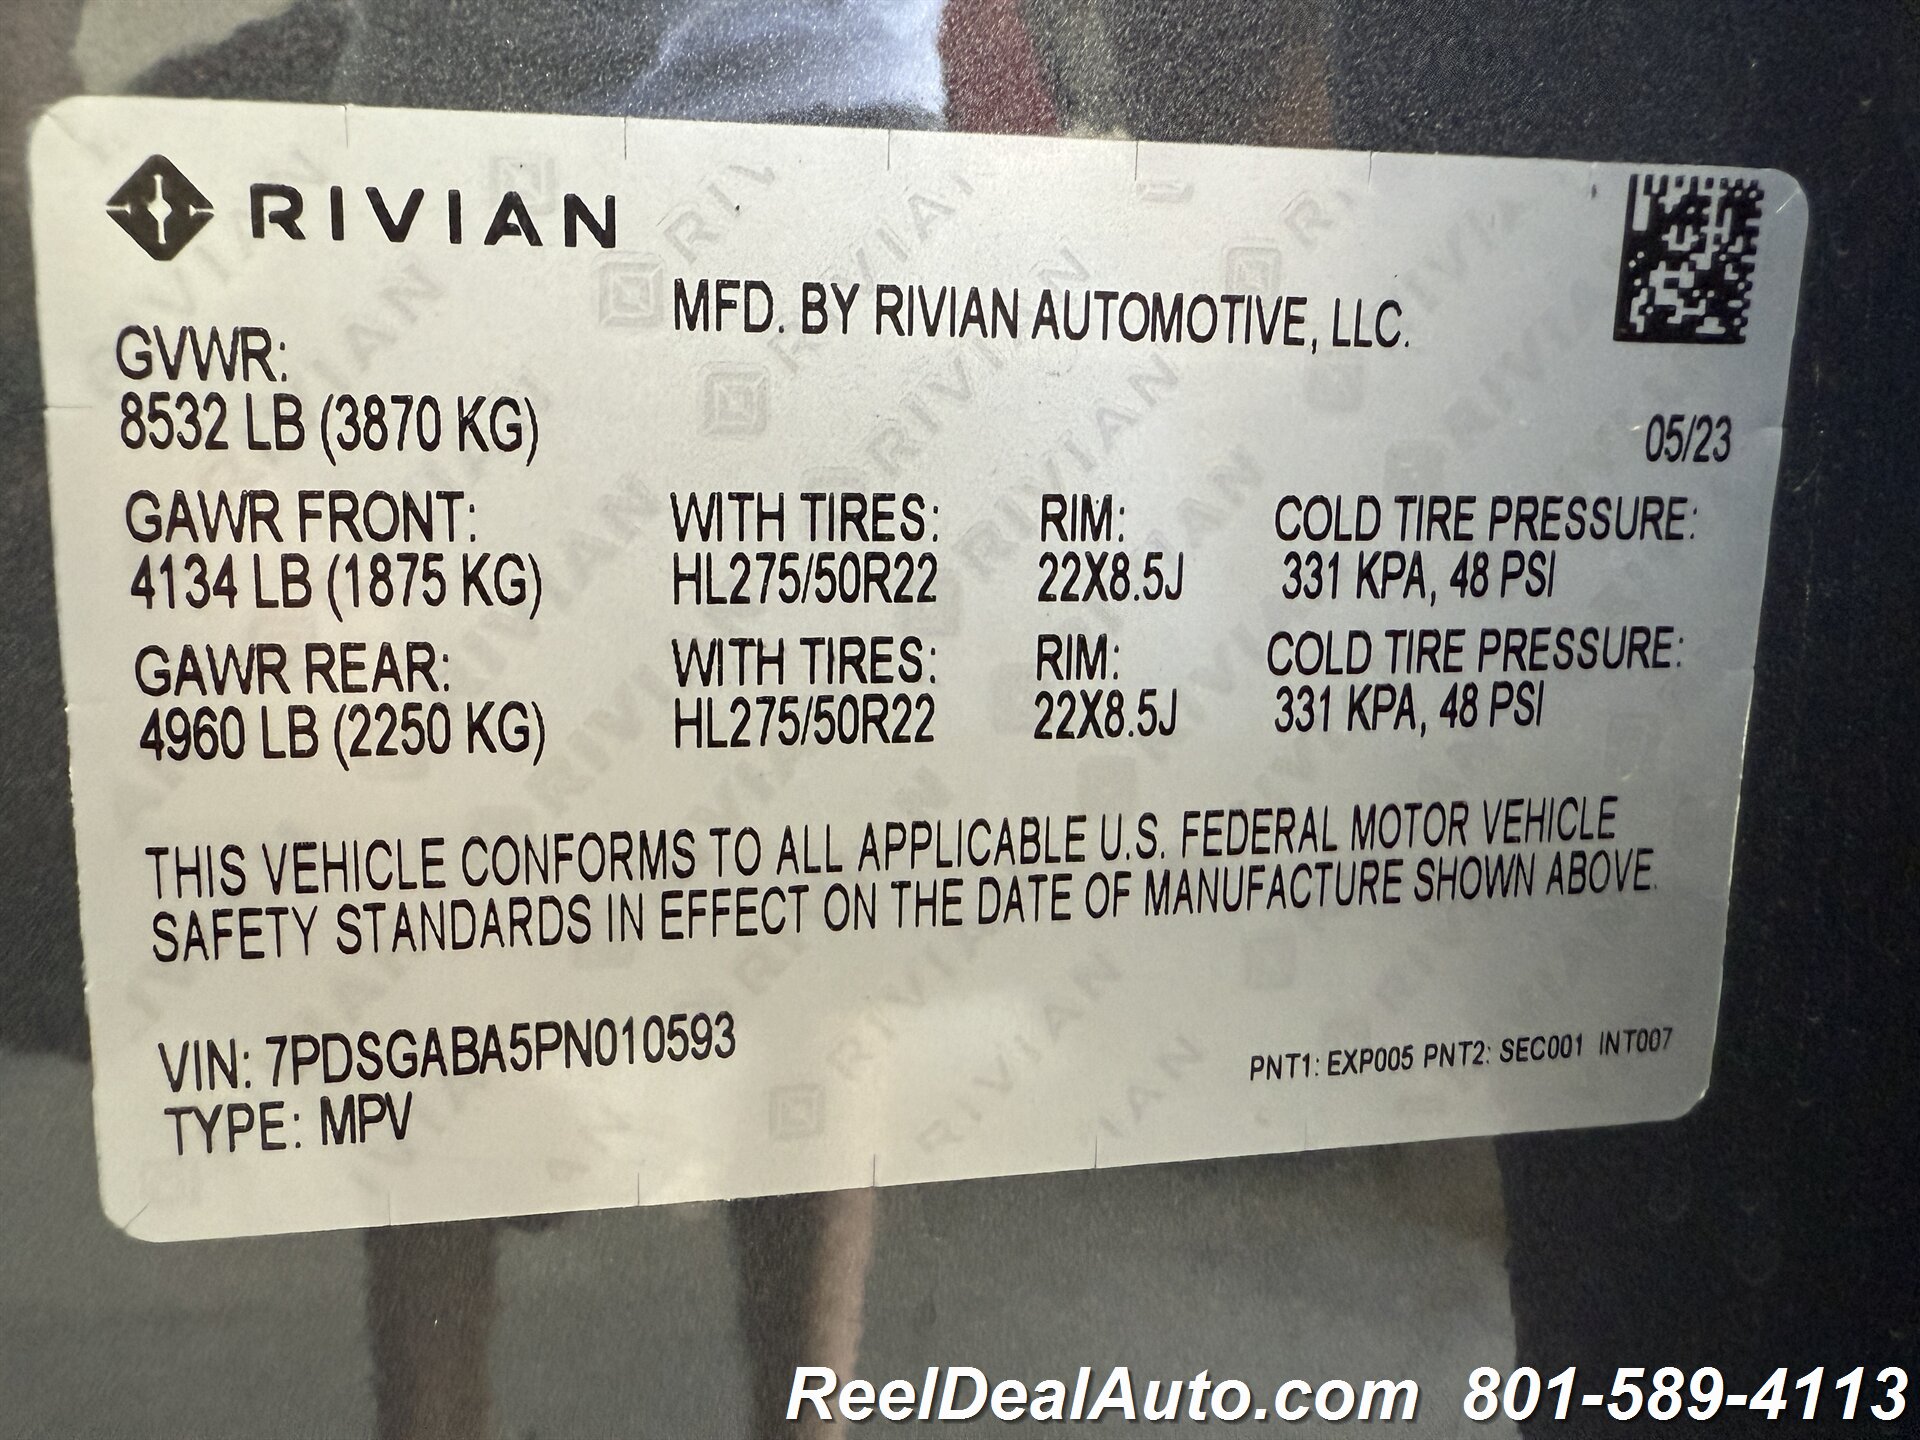 RIVIAN
MFD. BY RIVIAN AUTOMOTIVE, LLC.
GVWR:
8532 LB (3870 KG)
05/23
GAWR FRONT: WITH TIRES: RIM: COLD TIRE PRESSURE:
4134 LB (1875 KG) HL275/50R22 22X8.5J 331 KPA, 48 PSI
GAWR REAR: WITH TIRES: RIM: COLD TIRE PRESSURE:
4960 LB (2250 KG) HL275/50R22 22X8.5J 331 KPA, 48 PSI
THIS VEHICLE CONFORMS TO ALL APPLICABLE U.S. FEDERAL MOTOR VEHICLE
SAFETY STANDARDS IN EFFECT ON THE DATE OF MANUFACTURE SHOWN ABOVE.
VIN: 7PDSGABA5PN010593
PNT1: EXP005 PNT2: SEC001 INT007
TYPE: MPV
ReelDealAuto.com 801-589-4113